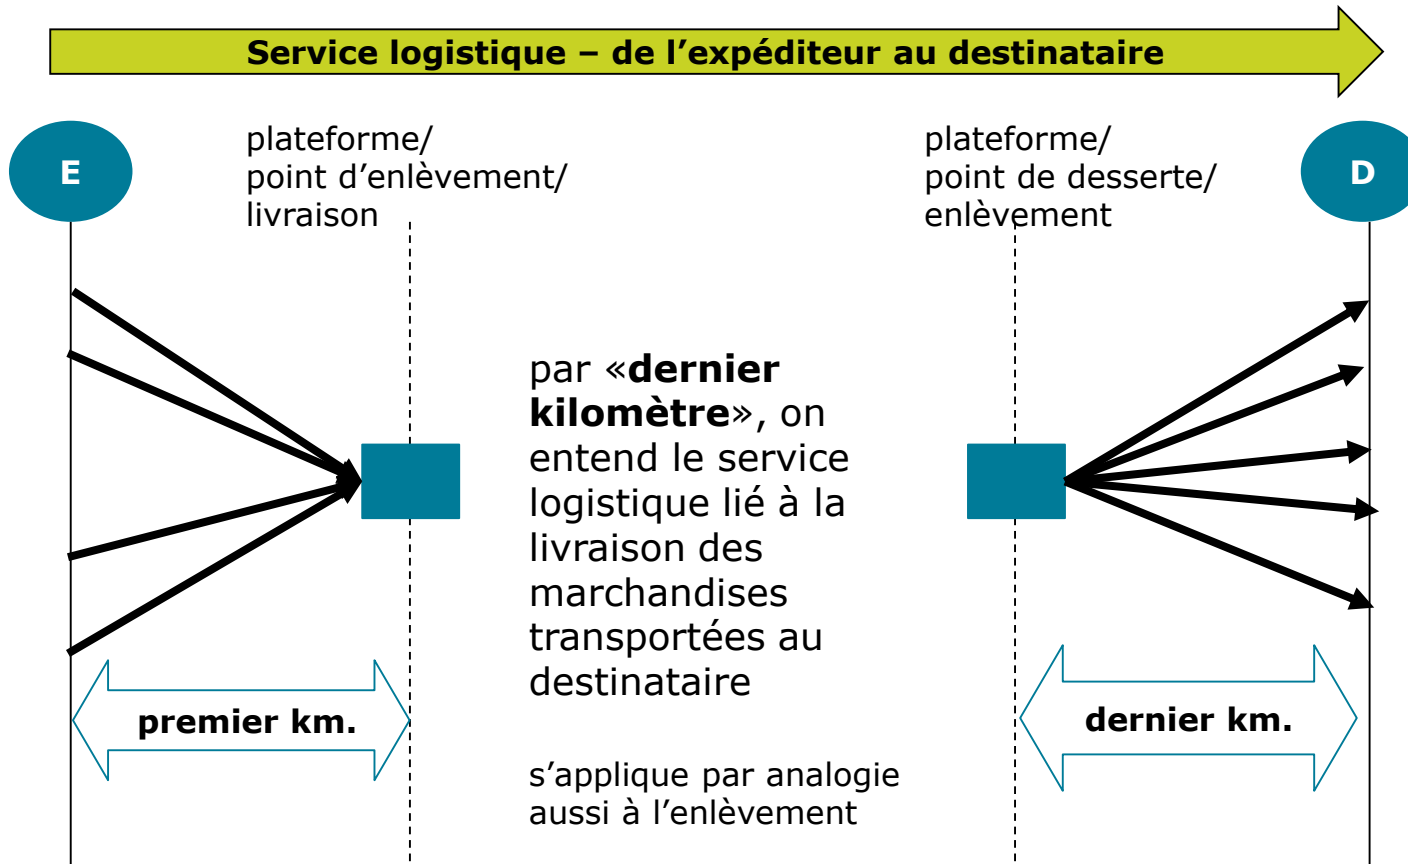 Service logistique – de l’expéditeur au destinataire
E
plateforme/
point d’enlèvement/
livraison
plateforme/
point de desserte/
enlèvement
D
par «dernier
kilomètre», on
entend le service
logistique lié à la
livraison des
marchandises
transportées au
destinataire
premier km.
dernier km.
s’applique par analogie
aussi à l’enlèvement